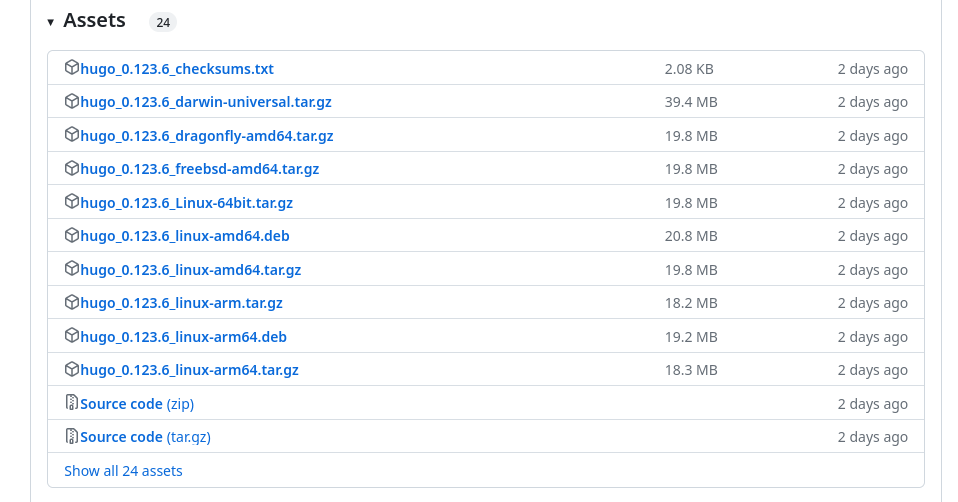 Assets 24
hugo_0.123.6_checksums.txt 2.08 KB 2 days ago
hugo_0.123.6_darwin-universal.tar.gz 39.4 MB 2 days ago
hugo_0.123.6_dragonfly-amd64.tar.gz 19.8 MB 2 days ago
hugo_0.123.6_freebsd-amd64.tar.gz 19.8 MB 2 days ago
hugo_0.123.6_Linux-64bit.tar.gz 19.8 MB 2 days ago
hugo_0.123.6_linux-amd64.deb 20.8 MB 2 days ago
hugo_0.123.6_linux-amd64.tar.gz 19.8 MB 2 days ago
hugo_0.123.6_linux-arm.tar.gz 18.2 MB 2 days ago
hugo_0.123.6_linux-arm64.deb 19.2 MB 2 days ago
hugo_0.123.6_linux-arm64.tar.gz 18.3 MB 2 days ago
Source code (zip) 2 days ago
Source code (tar.gz) 2 days ago
Show all 24 assets